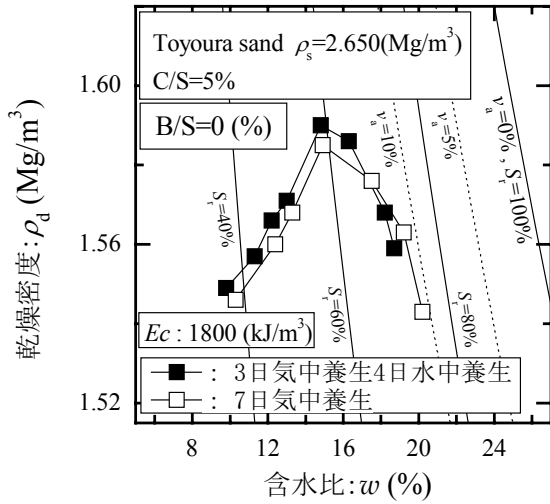 Toyoura sand ρs=2.650(Mg/m³)
C/S=5%
B/S=0 (%)
1.60
1.56
1.52
乾燥密度:ρd (Mg/m³)
Sr=40%
Sr=60%
νa=10%
Sr=80%
νa=5%
νa=0% , Sr=100%
Ec : 1800 (kJ/m³)
: 3日気中養生4日水中養生
: 7日気中養生
8 12 16 20 24
含水比:w (%)